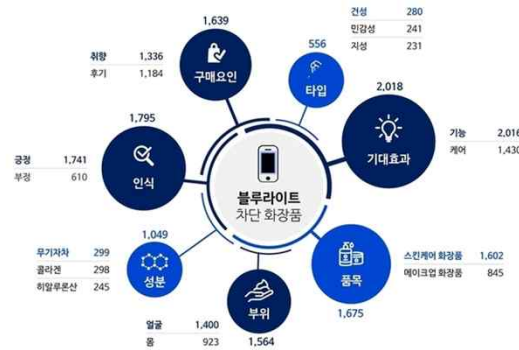 건성 280
민감성 241
지성 231
556
타입
1,639
구매요인
취향 1,336
후기 1,184
2,018
기대효과
기능 2,016
케어 1,430
1,795
인식
긍정 1,741
부정 610
블루라이트
차단 화장품
1,049
성분
무기자차 299
콜라겐 298
히알루론산 245
부위
1,564
얼굴 1,400
몸 923
품목
1,675
스킨케어 화장품 1,602
메이크업 화장품 845